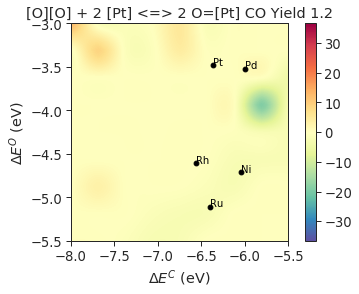 [O][O] + 2 [Pt] <=> 2 O=[Pt] CO Yield 1.2
−3.0
−3.5
−4.0
−4.5
−5.0
−5.5
ΔE^O (eV)
Pt
Pd
Rh
Ni
Ru
−8.0 −7.5 −7.0 −6.5 −6.0 −5.5
ΔE^C (eV)
30
20
10
0
−10
−20
−30